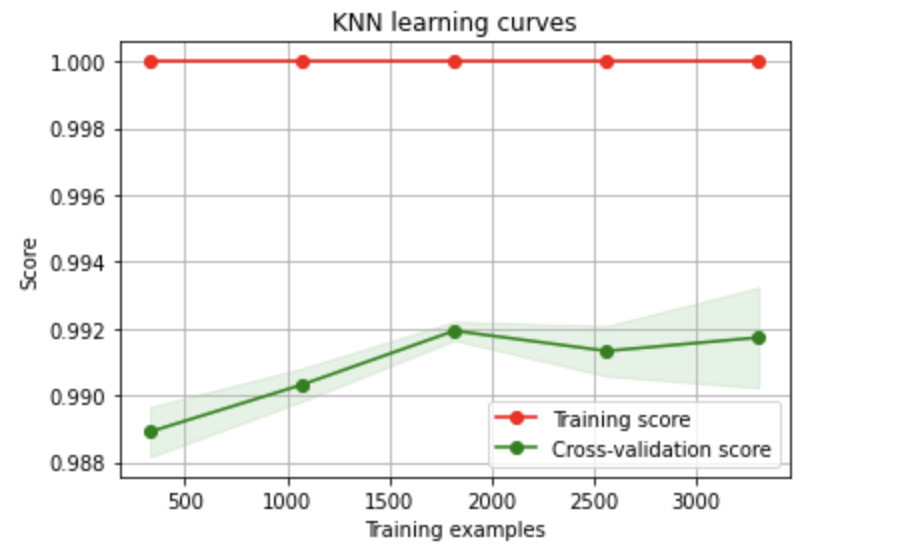 KNN learning curves
1.000
0.998
0.996
0.994
0.992
0.990
0.988
Score
Training score
Cross-validation score
500 1000 1500 2000 2500 3000
Training examples